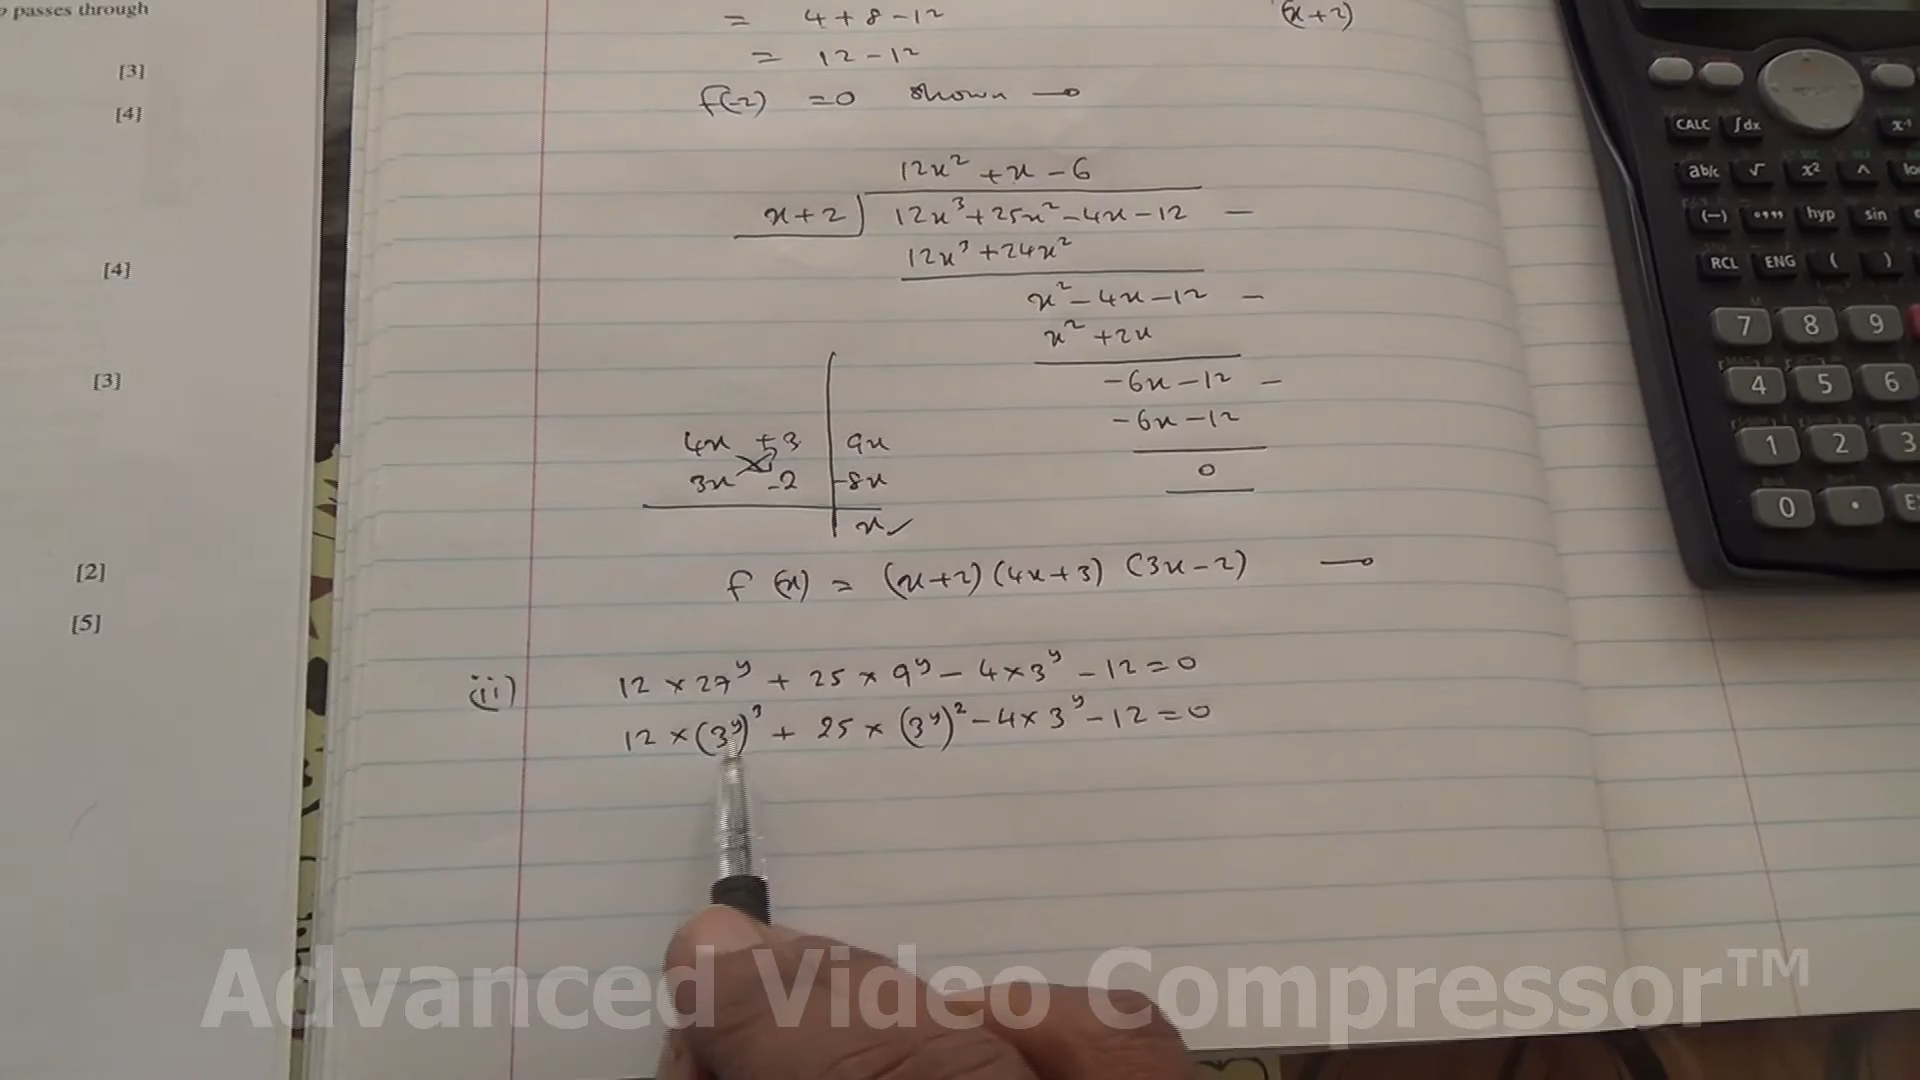 passes through
[3]
[4]
[4]
[3]
[2]
[5]
= 4 + 8 - 12
(x+2)
= 12 - 12
f(-2) = 0 shown
12x² + x - 6
x + 2 ) 12x³ + 25x² - 4x - 12 -
12x³ + 24x²
x² - 4x - 12 -
x² + 2x
-6x - 12 -
-6x - 12
0
4x +3 | 9x
3x -2 | -8x
x ✓
f(x) = (x+2)(4x+3)(3x-2)
(ii) 12 × 27ʸ + 25 × 9ʸ - 4 × 3ʸ - 12 = 0
12 × (3ʸ)³ + 25 × (3ʸ)² - 4 × 3ʸ - 12 = 0
CALC ∫dx x⁻¹
ab/c √ x² ^
(-) °'" hyp sin
RCL ENG ( )
7 8 9
4 5 6
1 2 3
0 .
Advanced Video Compressor™